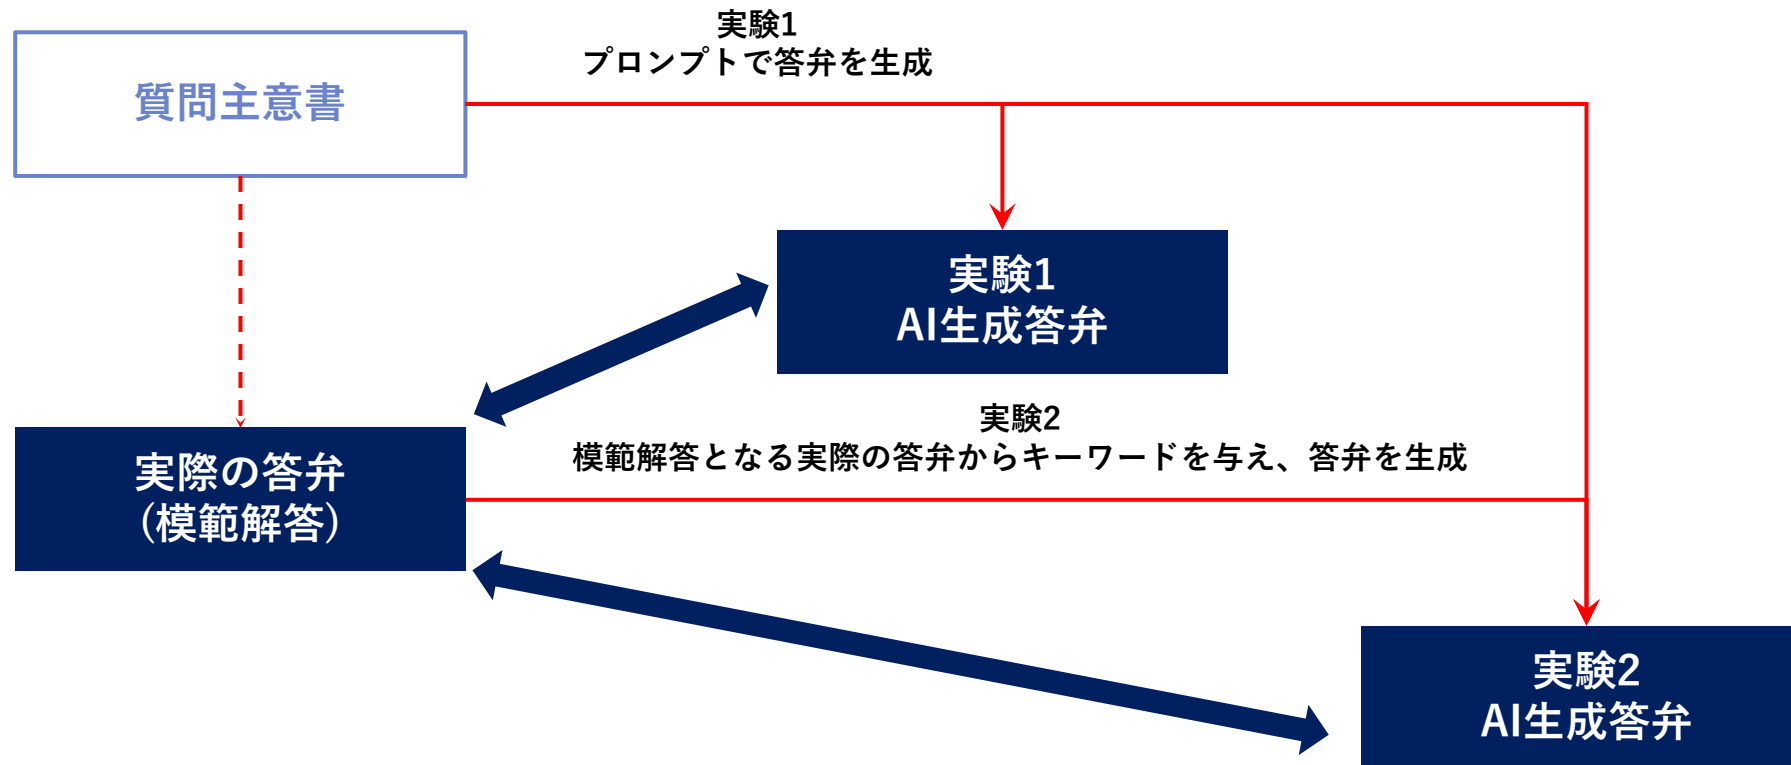 実験1
プロンプトで答弁を生成
質問主意書
実験1
AI生成答弁
実験2
模範解答となる実際の答弁からキーワードを与え、答弁を生成
実際の答弁
(模範解答)
実験2
AI生成答弁